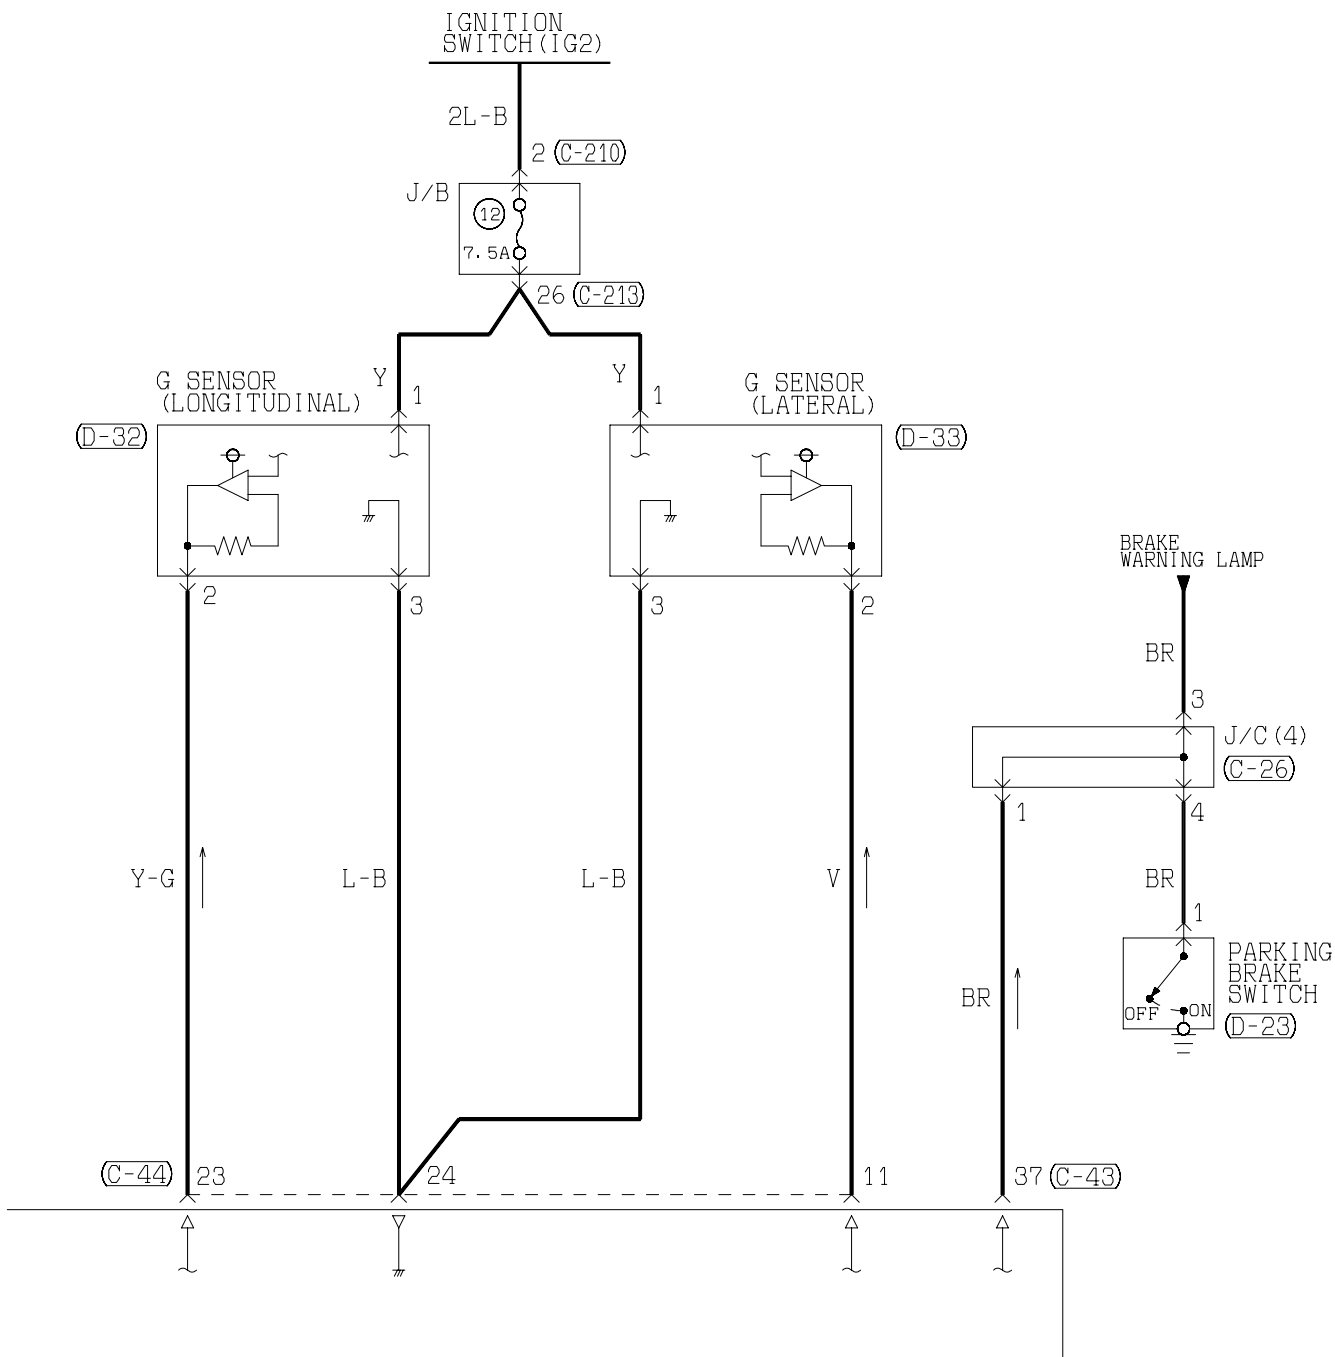 IGNITION
SWITCH(IG2)
2L-B
2 C-210
J/B
12
7.5A
26 C-213
Y
1
Y
1
G SENSOR
(LONGITUDINAL)
G SENSOR
(LATERAL)
D-32
D-33
2
3
3
2
BRAKE
WARNING LAMP
BR
3
J/C(4)
C-26
1
4
Y-G
L-B
L-B
V
BR
1
PARKING
BRAKE
SWITCH
D-23
OFF
ON
BR
C-44 23
24
11
37 C-43